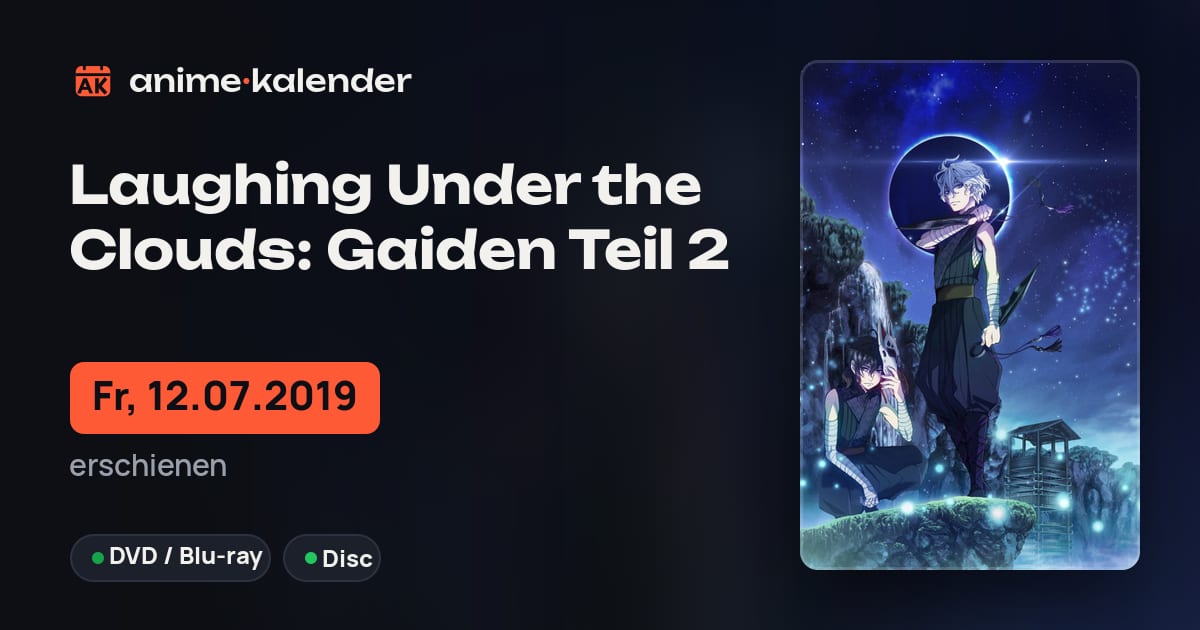 AK anime·kalender
Laughing Under the
Clouds: Gaiden Teil 2
Fr, 12.07.2019
erschienen
DVD / Blu-ray
Disc